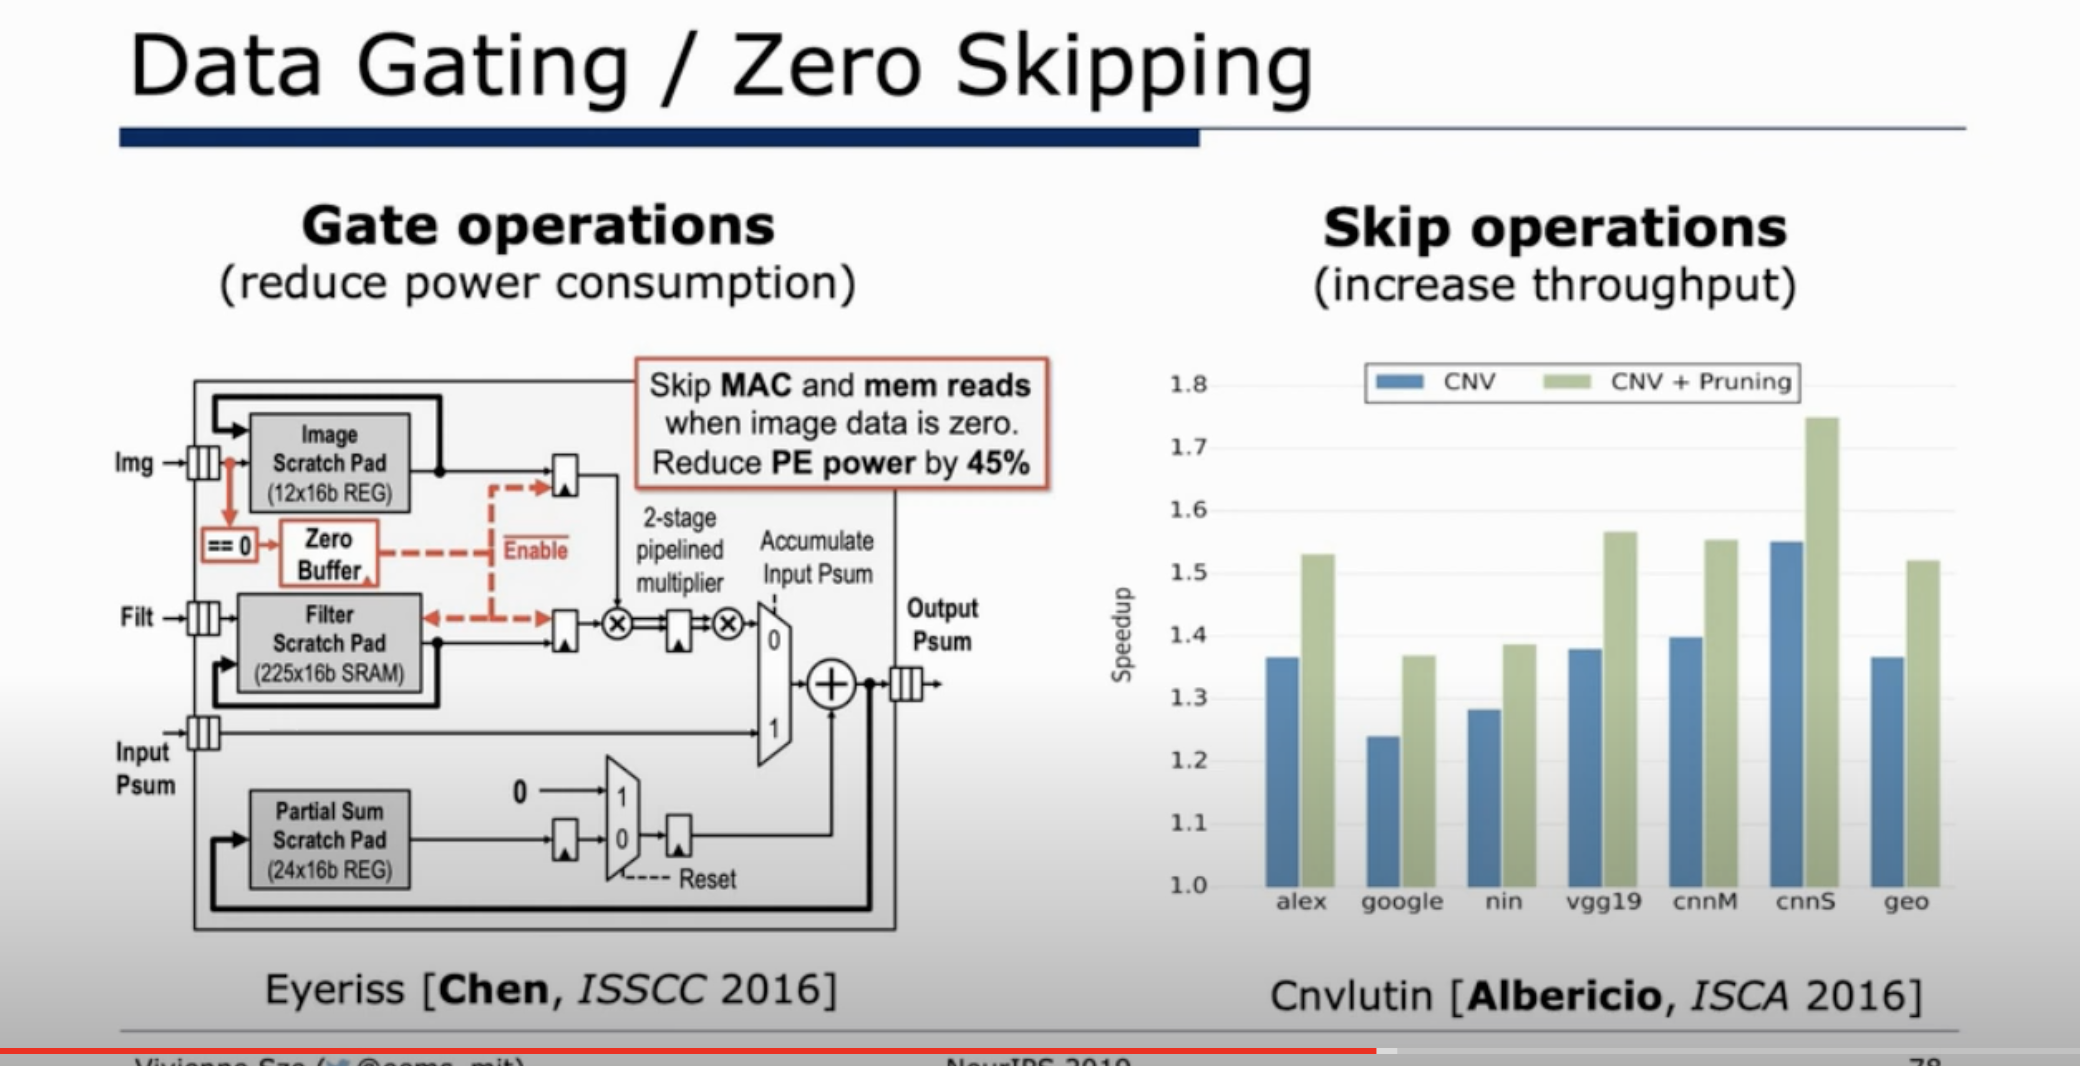 Data Gating / Zero Skipping
Gate operations
(reduce power consumption)
Skip MAC and mem reads
when image data is zero.
Reduce PE power by 45%
Img
Image
Scratch Pad
(12x16b REG)
== 0
Zero
Buffer
Enable
2-stage
pipelined
multiplier
Accumulate
Input Psum
Filt
Filter
Scratch Pad
(225x16b SRAM)
0
1
Output
Psum
Input
Psum
Partial Sum
Scratch Pad
(24x16b REG)
0
1
0
Reset
Eyeriss [Chen, ISSCC 2016]
Skip operations
(increase throughput)
CNV
CNV + Pruning
Speedup
1.8
1.7
1.6
1.5
1.4
1.3
1.2
1.1
1.0
alex google nin vgg19 cnnM cnnS geo
Cnvlutin [Albericio, ISCA 2016]